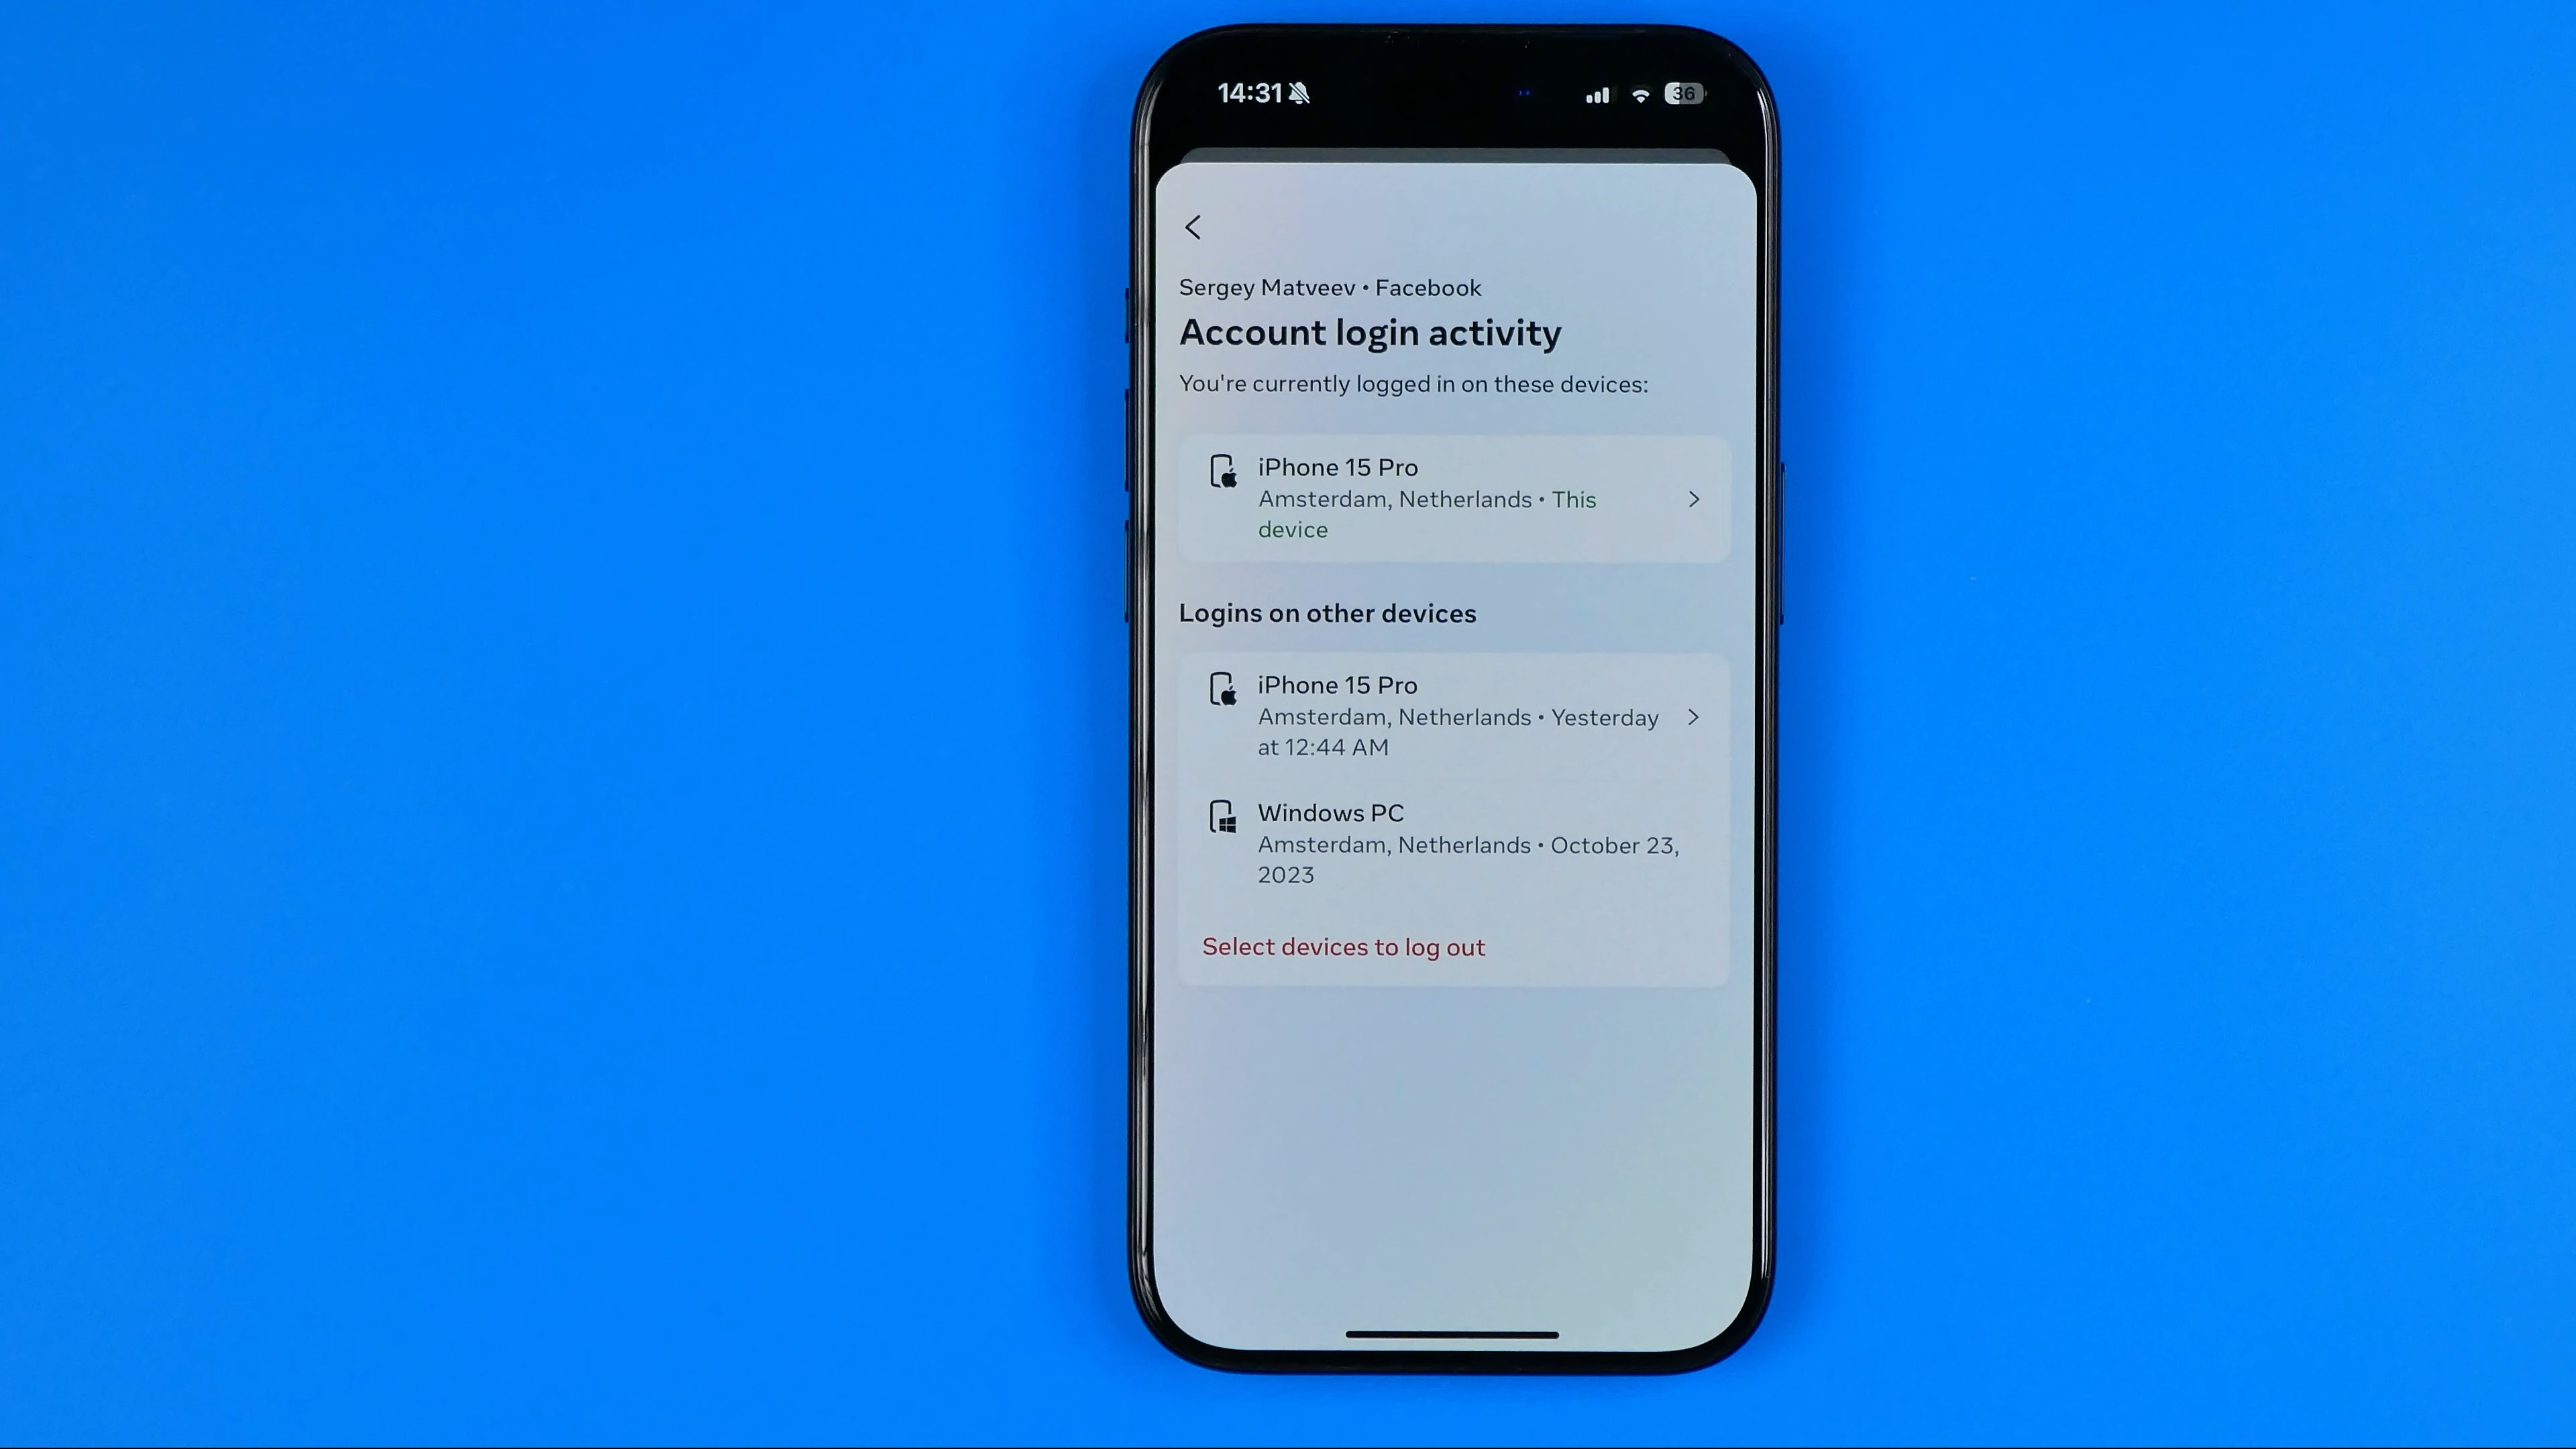 14:31
36
Sergey Matveev • Facebook
Account login activity
You're currently logged in on these devices:
iPhone 15 Pro
Amsterdam, Netherlands • This
device
Logins on other devices
iPhone 15 Pro
Amsterdam, Netherlands • Yesterday
at 12:44 AM
Windows PC
Amsterdam, Netherlands • October 23,
2023
Select devices to log out